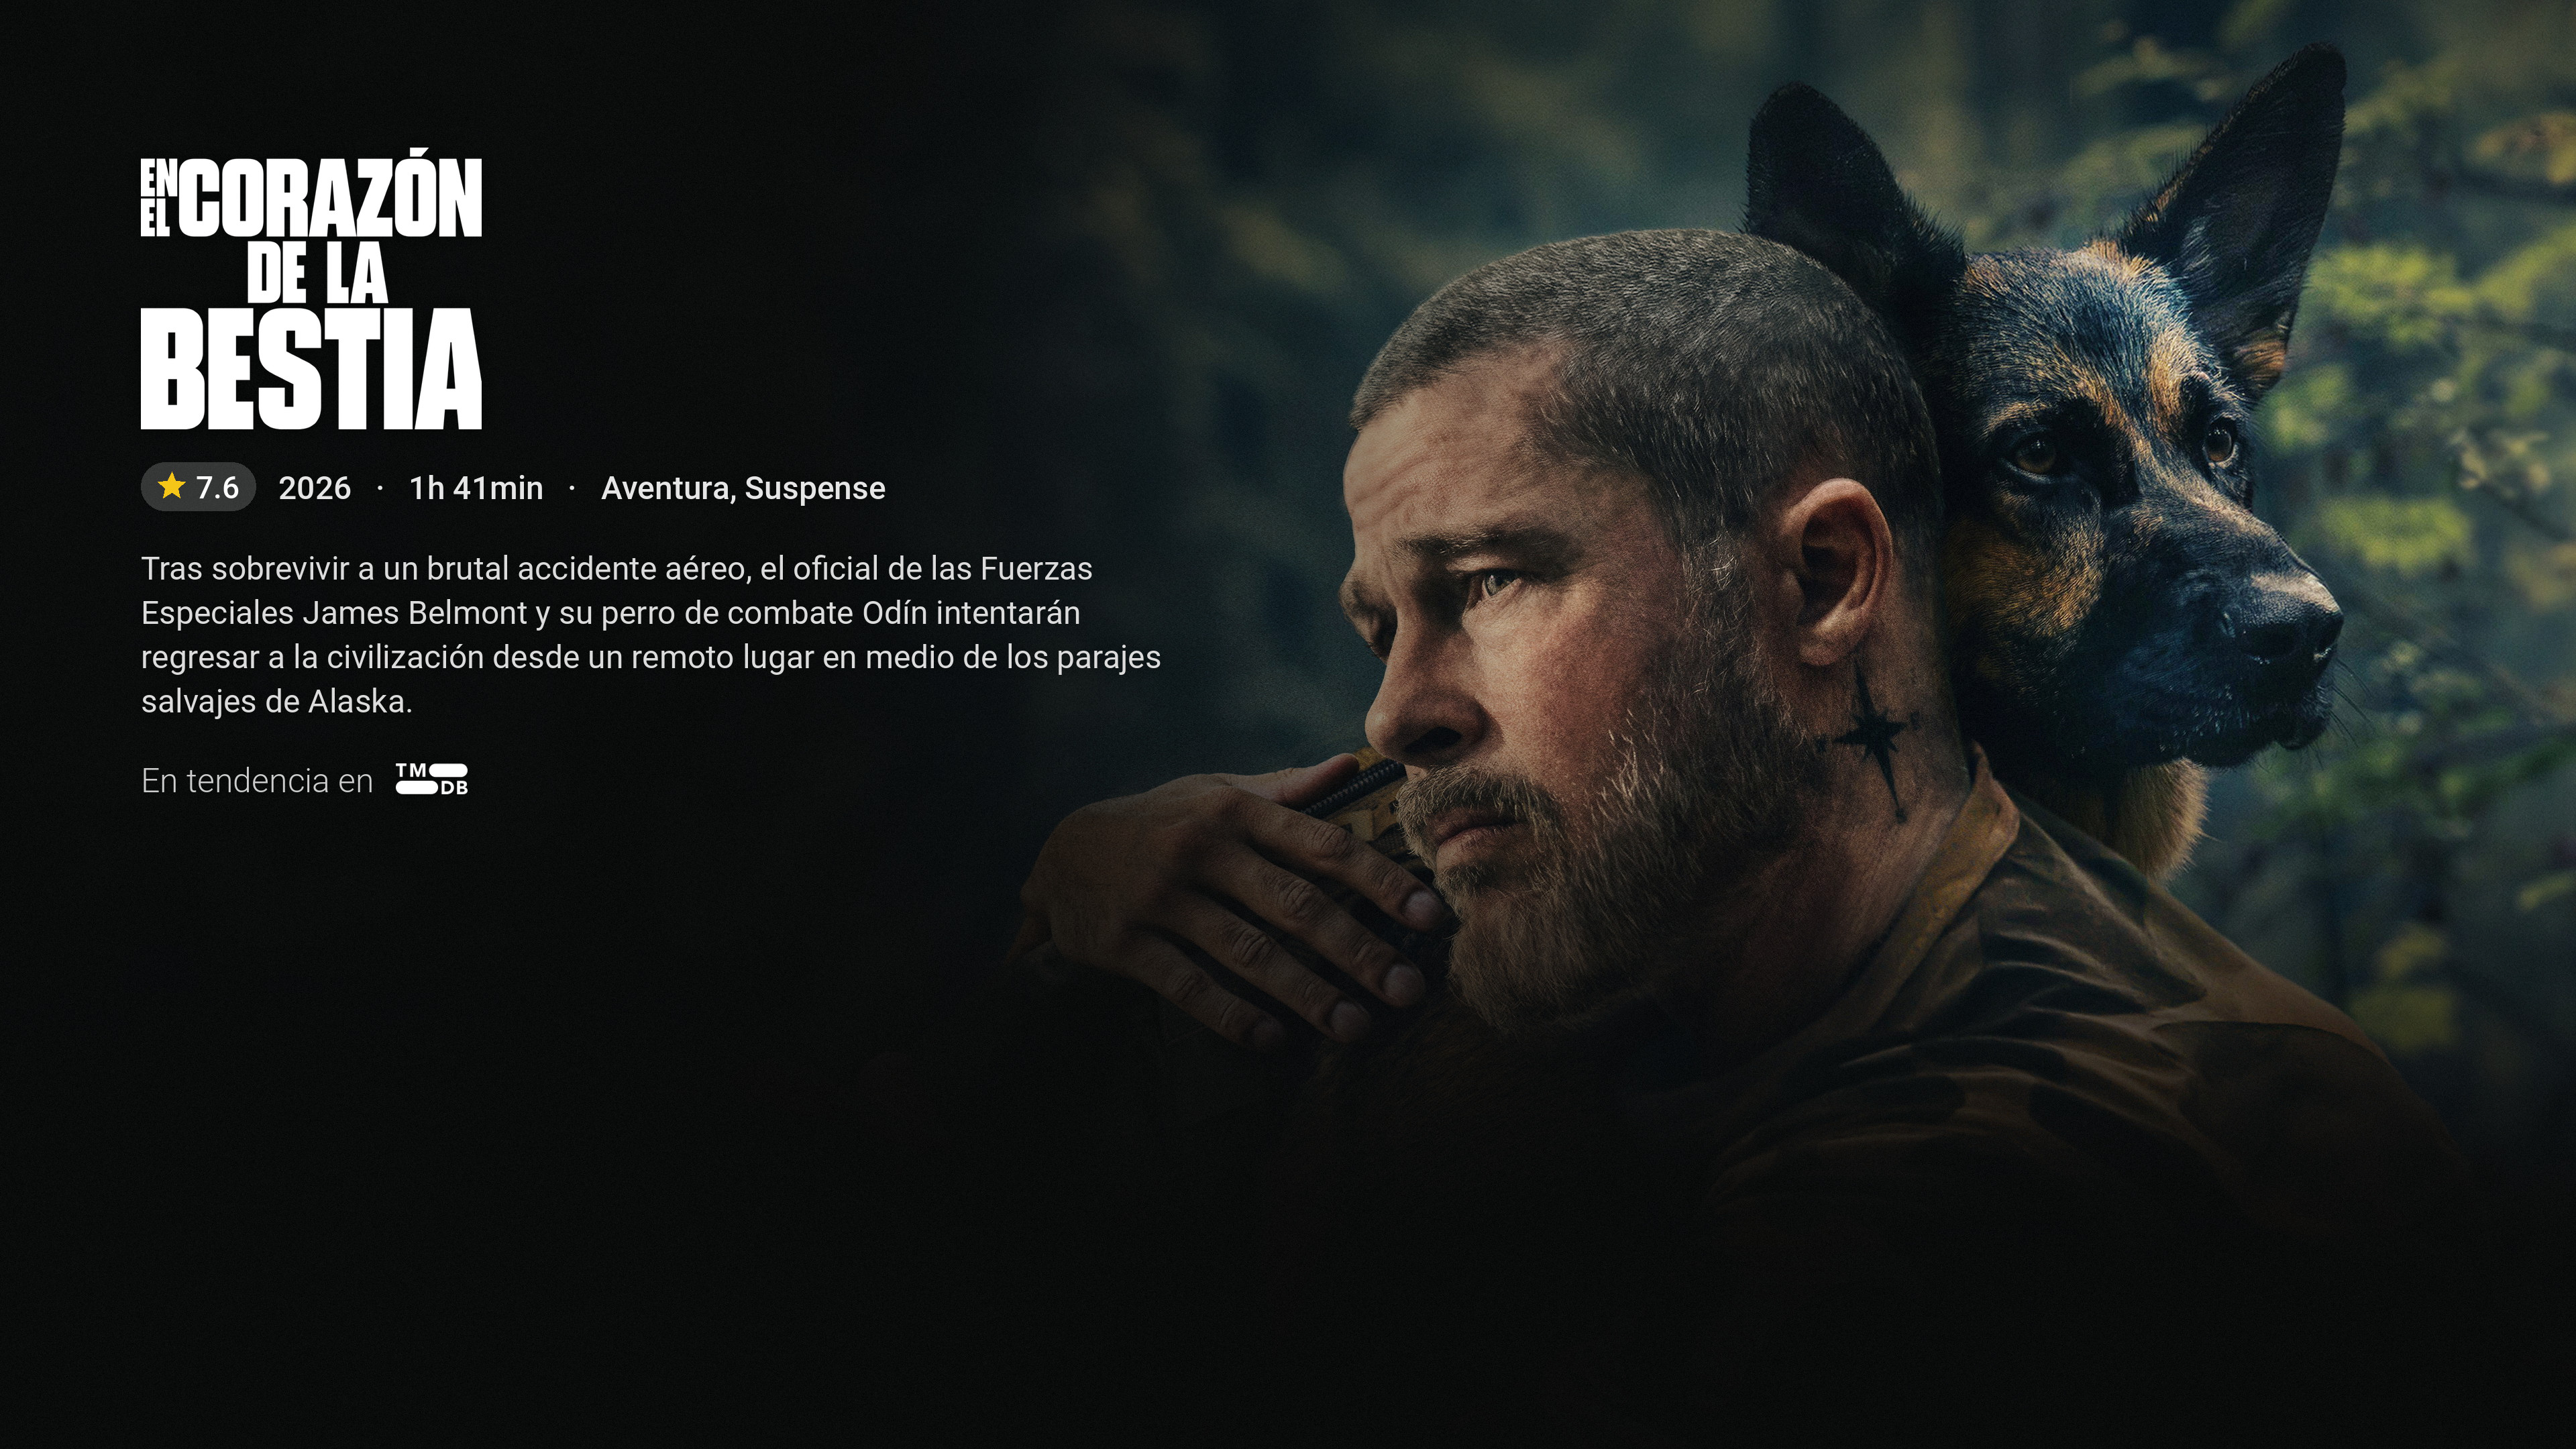 EN EL CORAZÓN
DE LA
BESTIA
7.6 2026 · 1h 41min · Aventura, Suspense
Tras sobrevivir a un brutal accidente aéreo, el oficial de las Fuerzas
Especiales James Belmont y su perro de combate Odín intentarán
regresar a la civilización desde un remoto lugar en medio de los parajes
salvajes de Alaska.
En tendencia en TMDB